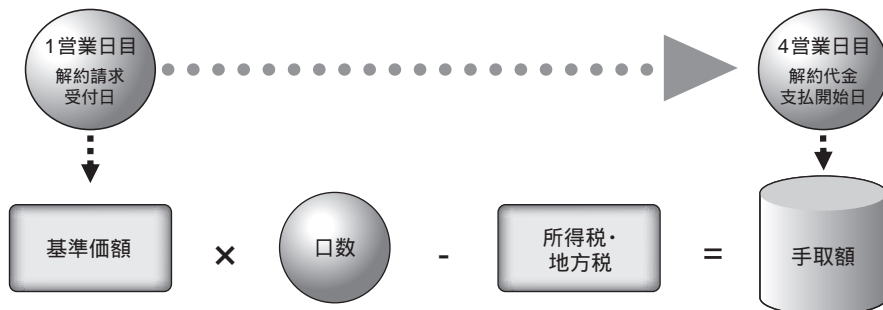 1営業日目
解約請求
受付日
4営業日目
解約代金
支払開始日
基準価額
×
口数
-
所得税・
地方税
=
手取額